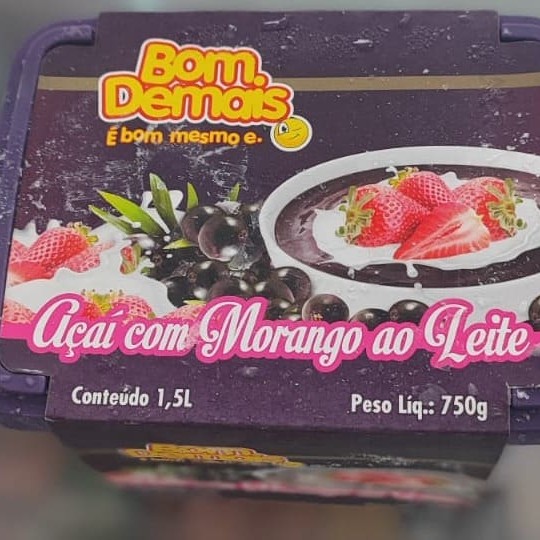 Bom
Demais
É bom mesmo e.
Açaí com Morango ao Leite
Conteúdo 1,5L
Peso Líq.: 750g